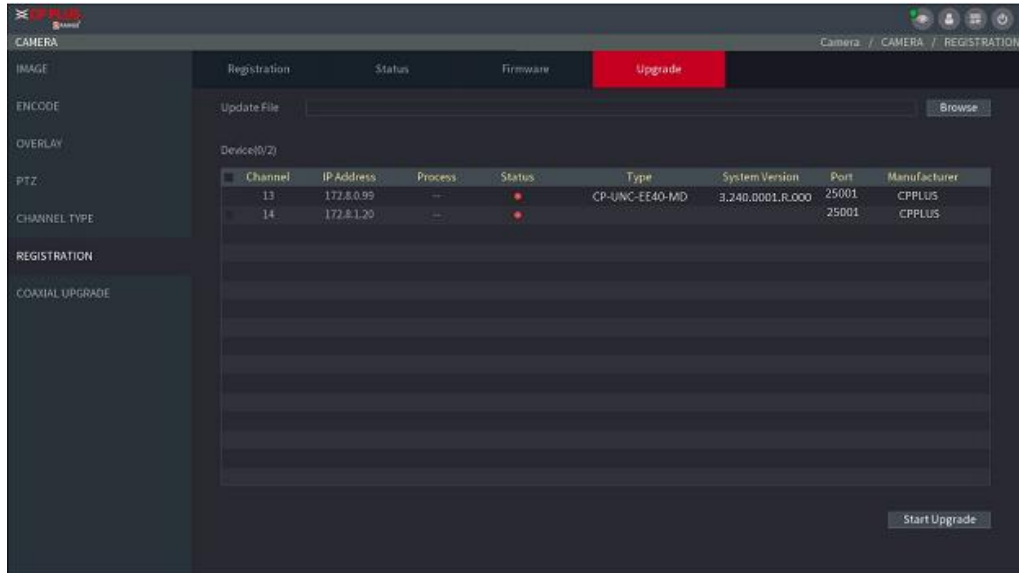 CP PLUS
RANGE
CAMERA
Camera / CAMERA / REGISTRATION
IMAGE
ENCODE
OVERLAY
PTZ
CHANNEL TYPE
REGISTRATION
COAXIAL UPGRADE
Registration Status Firmware Upgrade
Update File Browse
Device(0/2)
Channel IP Address Process Status Type System Version Port Manufacturer
13 172.8.0.99 -- CP-UNC-EE40-MD 3.240.0001.R.000 25001 CPPLUS
14 172.8.1.20 -- 25001 CPPLUS
Start Upgrade